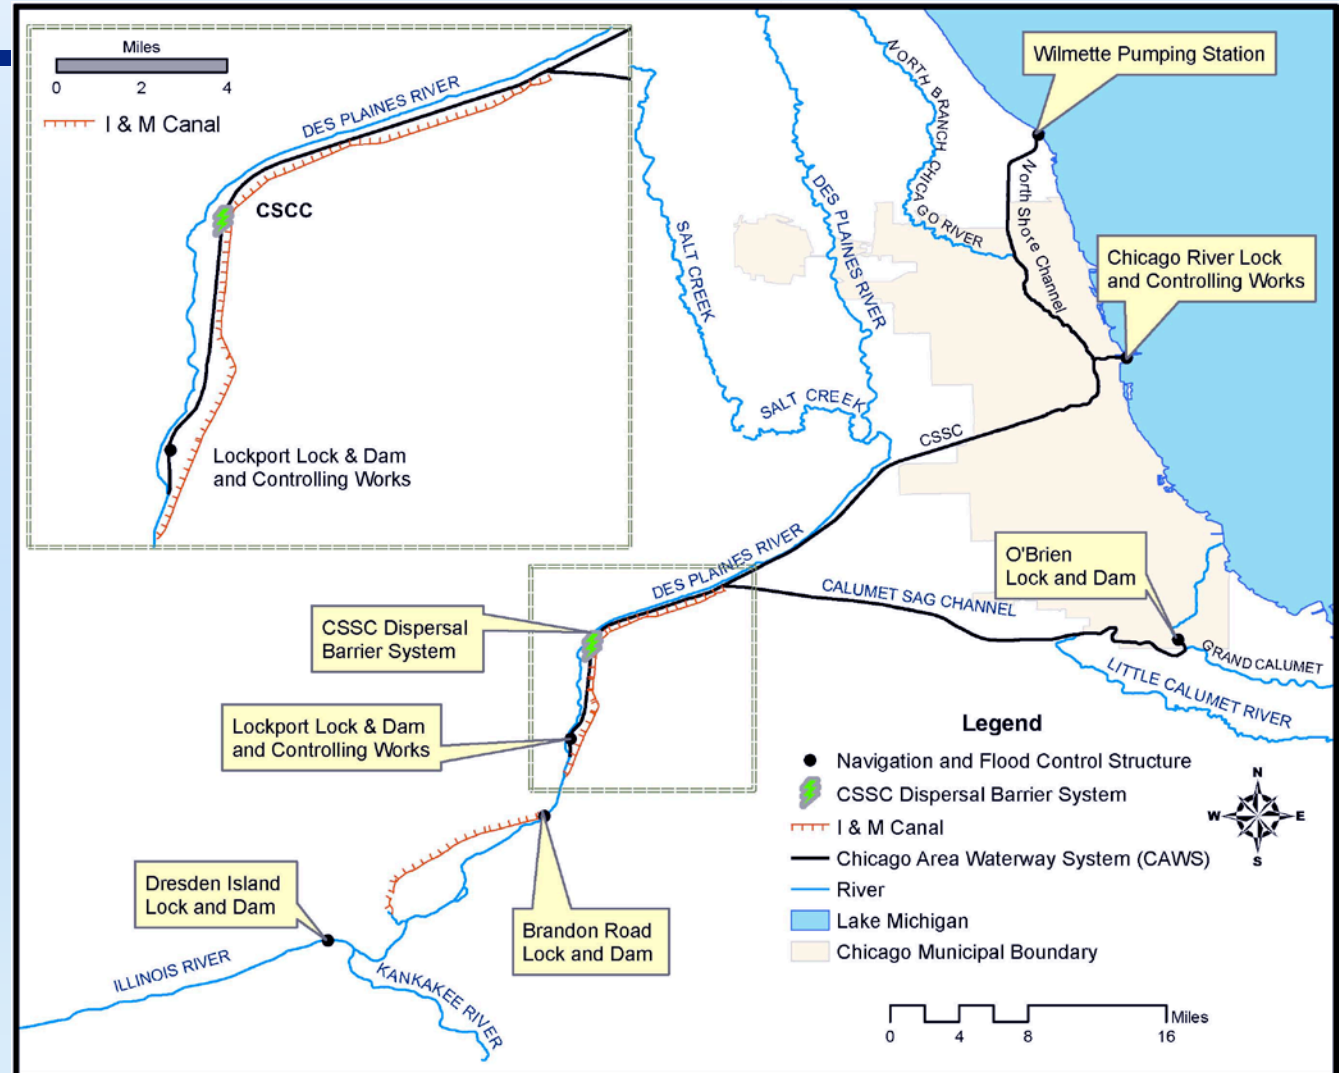 Miles
0 2 4
I & M Canal
DES PLAINES RIVER
CSCC
Lockport Lock & Dam
and Controlling Works
NORTH BRANCH CHICAGO RIVER
Wilmette Pumping Station
North Shore Channel
DES PLAINES RIVER
SALT CREEK
Chicago River Lock
and Controlling Works
SALT CREEK
CSSC
DES PLAINES RIVER
O'Brien
Lock and Dam
CALUMET SAG CHANNEL
GRAND CALUMET
LITTLE CALUMET RIVER
CSSC Dispersal
Barrier System
Lockport Lock & Dam
and Controlling Works
Dresden Island
Lock and Dam
Brandon Road
Lock and Dam
ILLINOIS RIVER
KANKAKEE RIVER
Legend
Navigation and Flood Control Structure
CSSC Dispersal Barrier System
I & M Canal
Chicago Area Waterway System (CAWS)
River
Lake Michigan
Chicago Municipal Boundary
N
W E
S
Miles
0 4 8 16